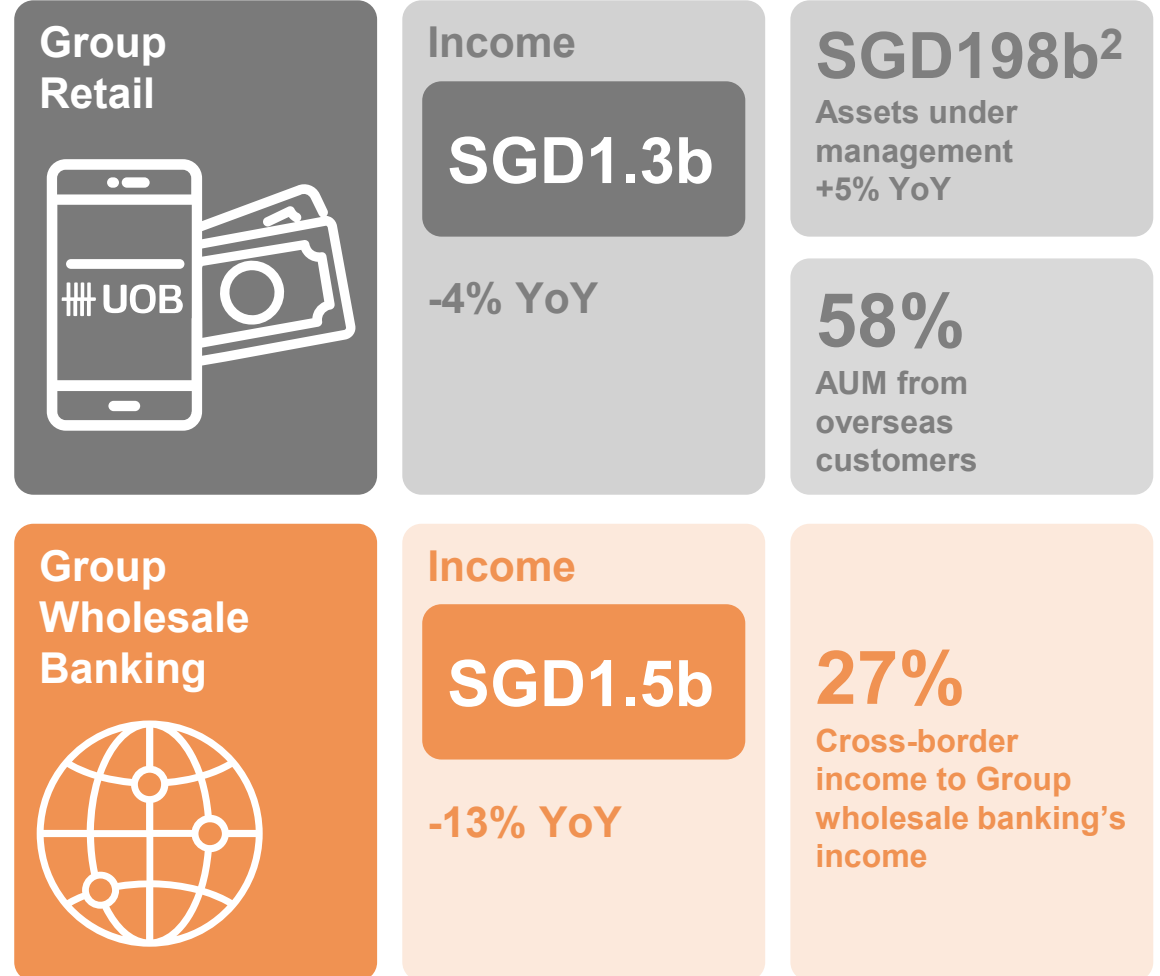 Group
Retail
UOB
Income
SGD1.3b
-4% YoY
SGD198b²
Assets under
management
+5% YoY
58%
AUM from
overseas
customers
Group
Wholesale
Banking
Income
SGD1.5b
-13% YoY
27%
Cross-border
income to Group
wholesale banking's
income